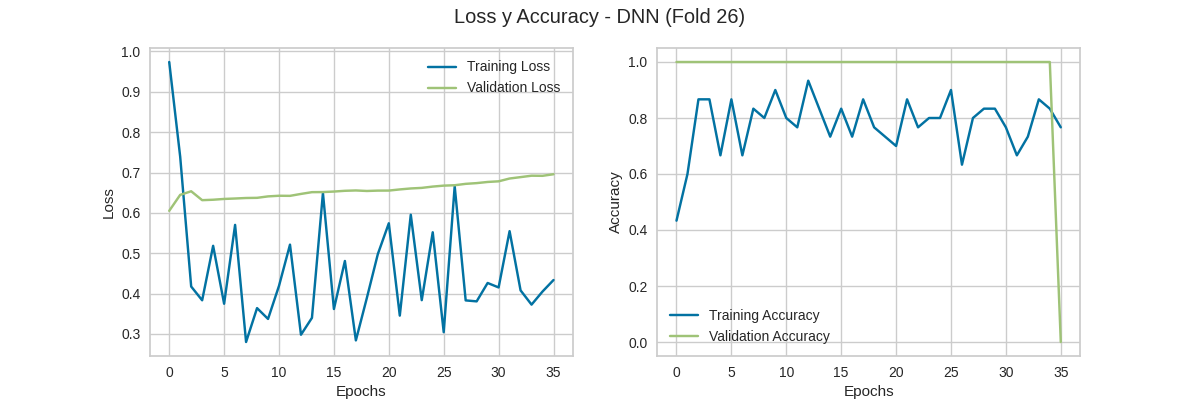 Loss y Accuracy - DNN (Fold 26)
1.0
0.9
0.8
0.7
0.6
0.5
0.4
0.3
Loss
Training Loss
Validation Loss
0 5 10 15 20 25 30 35
Epochs
1.0
0.8
0.6
0.4
0.2
0.0
Accuracy
Training Accuracy
Validation Accuracy
0 5 10 15 20 25 30 35
Epochs